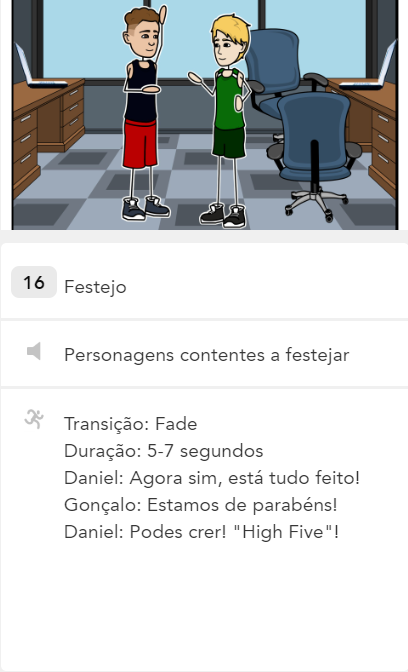 16 Festejo
Personagens contentes a festejar
Transição: Fade
Duração: 5-7 segundos
Daniel: Agora sim, está tudo feito!
Gonçalo: Estamos de parabéns!
Daniel: Podes crer! "High Five"!